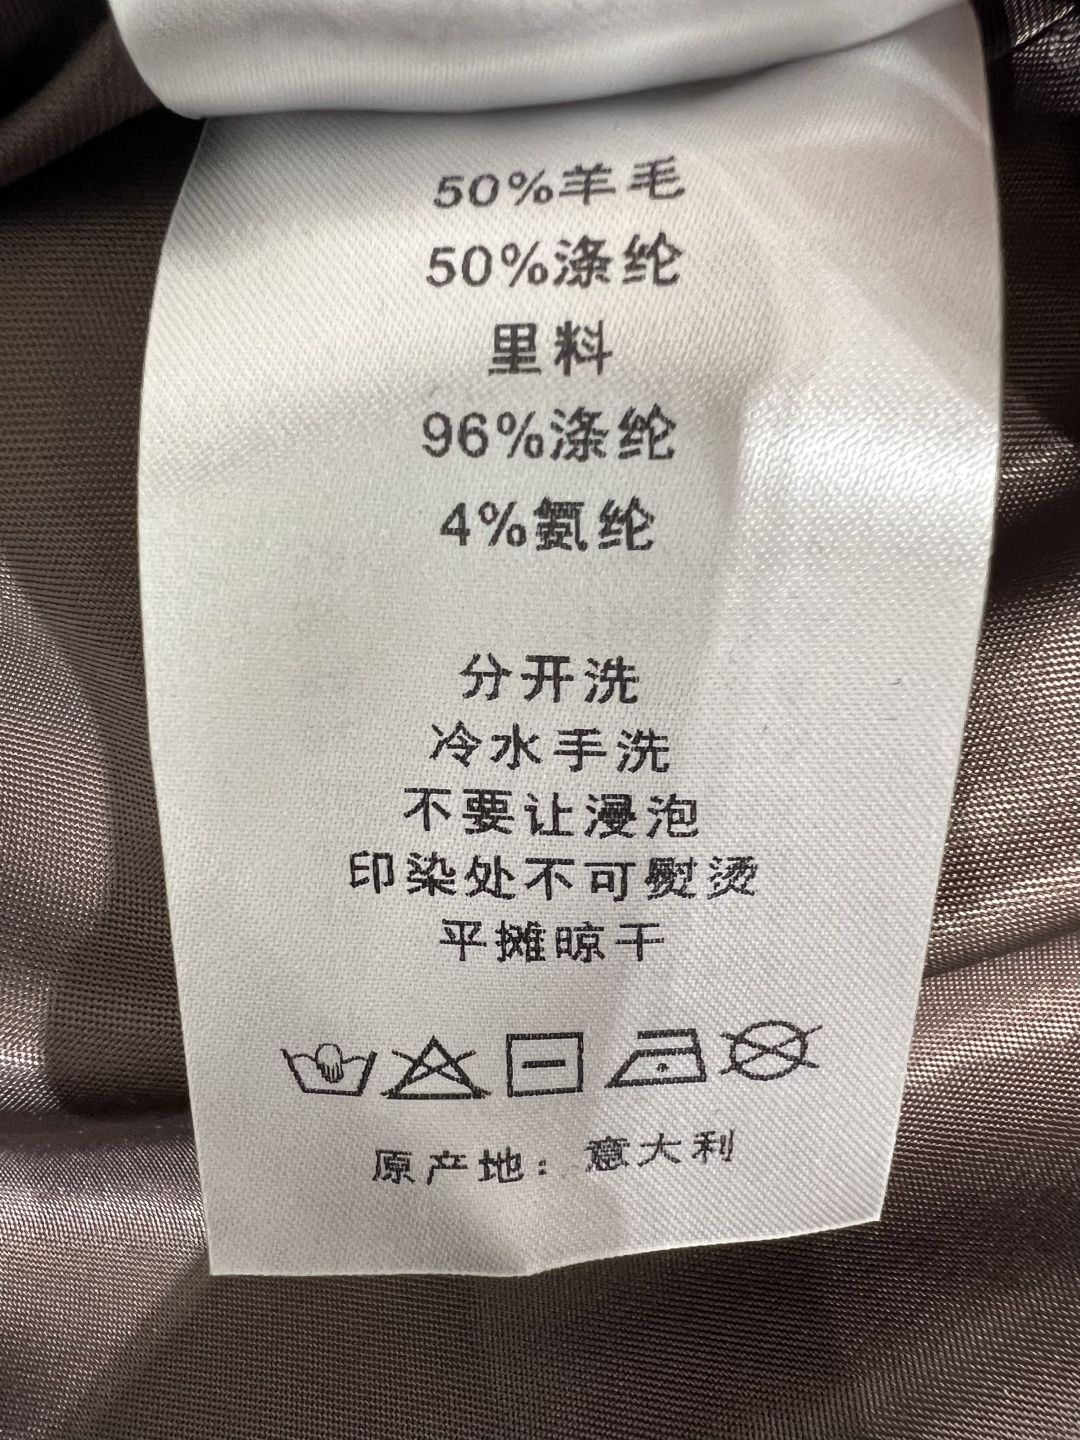 50%羊毛
50%涤纶
里料
96%涤纶
4%氨纶
分开洗
冷水手洗
不要让浸泡
印染处不可熨烫
平摊晾干
原产地：意大利